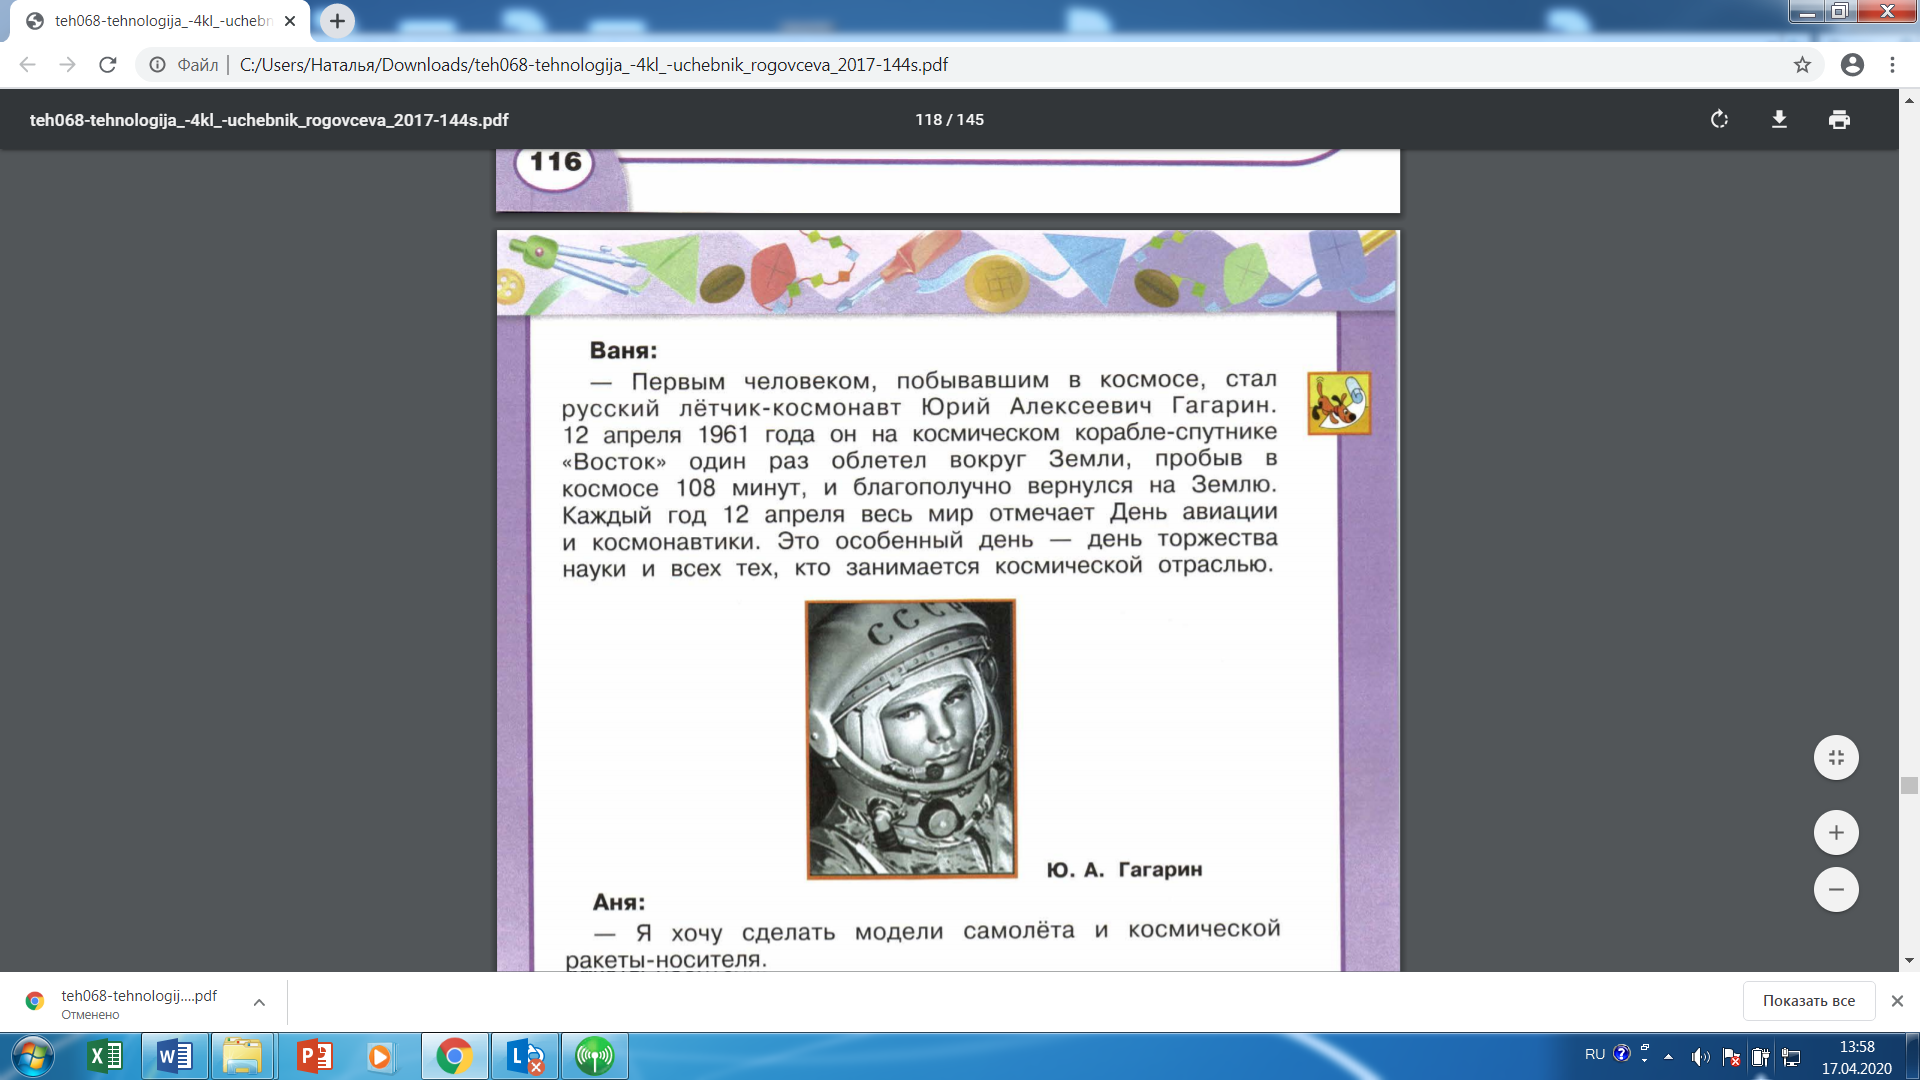 teh068-tehnologija_-4kl_-uchebn
Файл
C:/Users/Наталья/Downloads/teh068-tehnologija_-4kl_-uchebnik_rogovceva_2017-144s.pdf
teh068-tehnologija_-4kl_-uchebnik_rogovceva_2017-144s.pdf
118 / 145
116
Ваня:
— Первым человеком, побывавшим в космосе, стал
русский лётчик-космонавт Юрий Алексеевич Гагарин.
12 апреля 1961 года он на космическом корабле-спутнике
«Восток» один раз облетел вокруг Земли, пробыв в
космосе 108 минут, и благополучно вернулся на Землю.
Каждый год 12 апреля весь мир отмечает День авиации
и космонавтики. Это особенный день — день торжества
науки и всех тех, кто занимается космической отраслью.
СССР
Ю. А. Гагарин
Аня:
— Я хочу сделать модели самолёта и космической
ракеты-носителя.
teh068-tehnologij....pdf
Отменено
Показать все
RU
13:58
17.04.2020